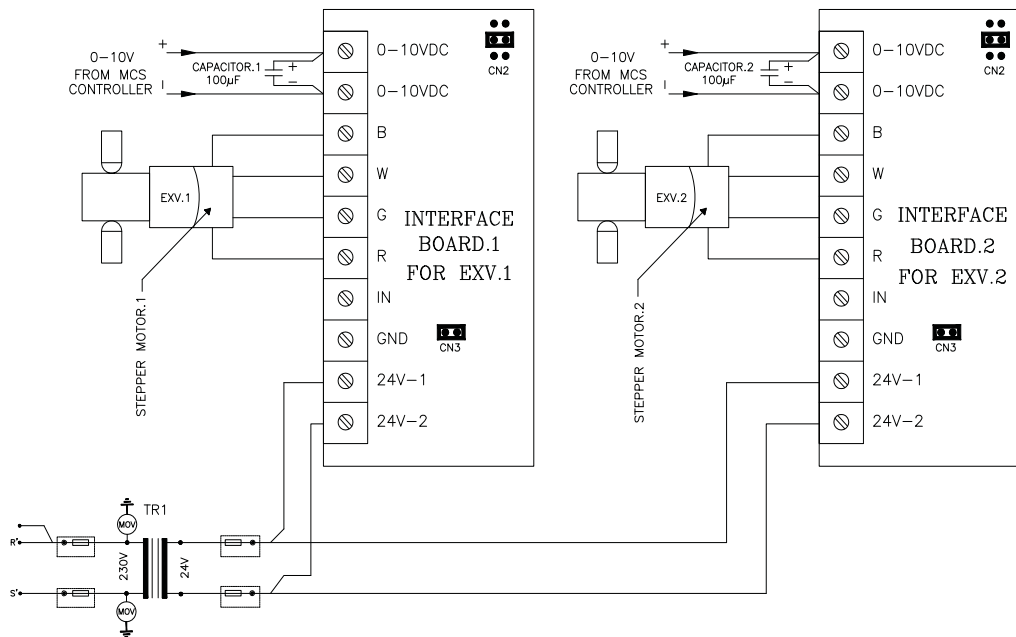 0-10V
FROM MCS
CONTROLLER
+
-
CAPACITOR.1
100µF
+
-
0-10VDC
0-10VDC
B
W
G
R
IN
GND
24V-1
24V-2
CN2
INTERFACE
BOARD.1
FOR EXV.1
CN3
EXV.1
STEPPER MOTOR.1
0-10V
FROM MCS
CONTROLLER
+
-
CAPACITOR.2
100µF
+
-
0-10VDC
0-10VDC
B
W
G
R
IN
GND
24V-1
24V-2
CN2
INTERFACE
BOARD.2
FOR EXV.2
CN3
EXV.2
STEPPER MOTOR.2
TR1
MOV
R'
230V
24V
S'
MOV